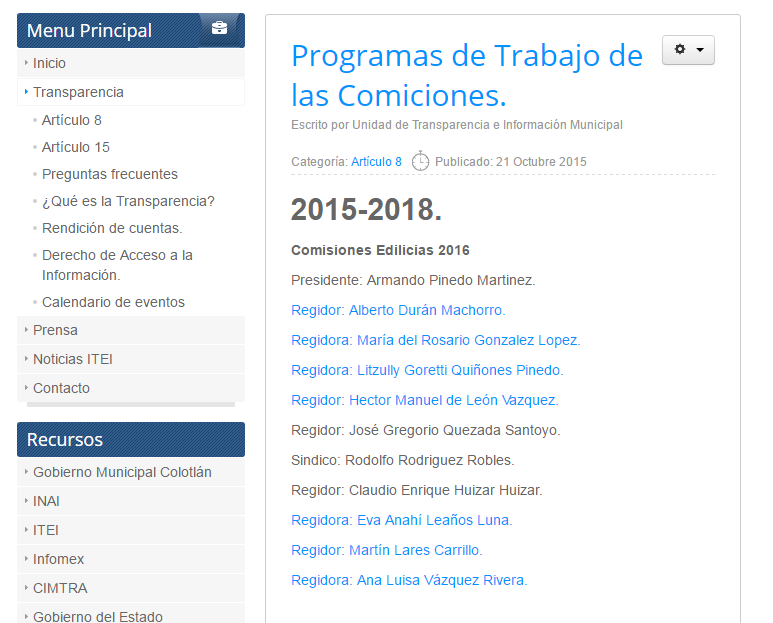 Menu Principal
Inicio
Transparencia
Artículo 8
Artículo 15
Preguntas frecuentes
¿Qué es la Transparencia?
Rendición de cuentas.
Derecho de Acceso a la
Información.
Calendario de eventos
Prensa
Noticias ITEI
Contacto
Recursos
Gobierno Municipal Colotlán
INAI
ITEI
Infomex
CIMTRA
Gobierno del Estado
Programas de Trabajo de
las Comiciones.
Escrito por Unidad de Transparencia e Información Municipal
Categoría: Artículo 8 Publicado: 21 Octubre 2015
2015-2018.
Comisiones Edilicias 2016
Presidente: Armando Pinedo Martinez.
Regidor: Alberto Durán Machorro.
Regidora: María del Rosario Gonzalez Lopez.
Regidora: Litzully Goretti Quiñones Pinedo.
Regidor: Hector Manuel de León Vazquez.
Regidor: José Gregorio Quezada Santoyo.
Sindico: Rodolfo Rodriguez Robles.
Regidor: Claudio Enrique Huizar Huizar.
Regidora: Eva Anahí Leaños Luna.
Regidor: Martín Lares Carrillo.
Regidora: Ana Luisa Vázquez Rivera.